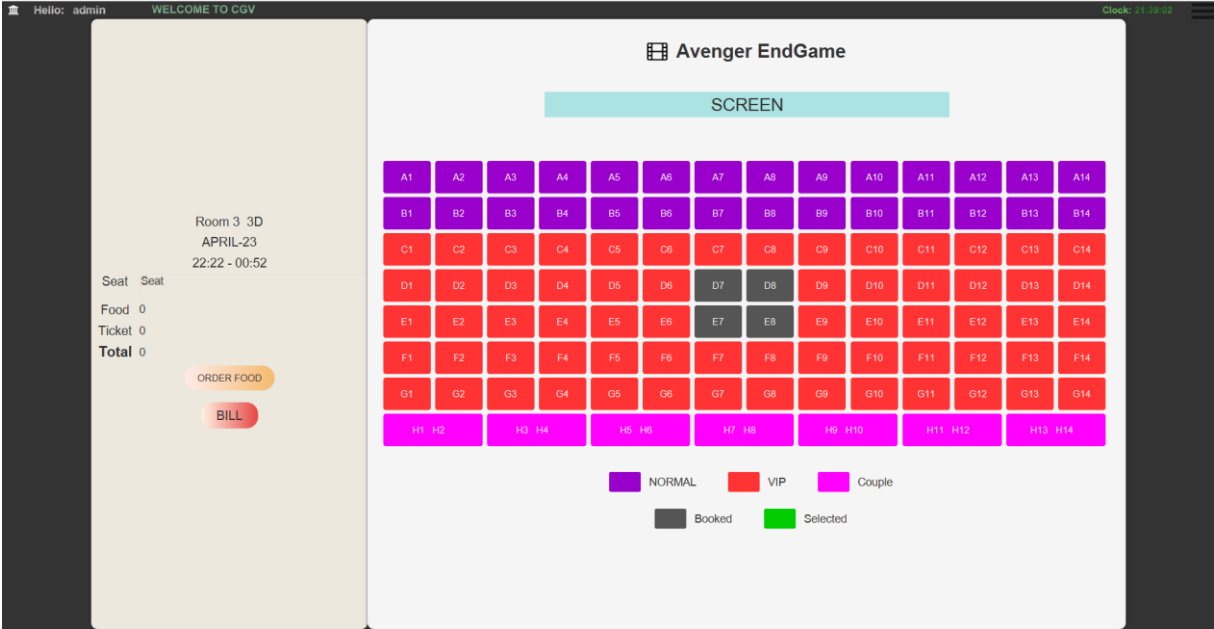 Hello: admin WELCOME TO CGV Clock: 21:39:02
Avenger EndGame
SCREEN
A1 A2 A3 A4 A5 A6 A7 A8 A9 A10 A11 A12 A13 A14
B1 B2 B3 B4 B5 B6 B7 B8 B9 B10 B11 B12 B13 B14
C1 C2 C3 C4 C5 C6 C7 C8 C9 C10 C11 C12 C13 C14
D1 D2 D3 D4 D5 D6 D7 D8 D9 D10 D11 D12 D13 D14
E1 E2 E3 E4 E5 E6 E7 E8 E9 E10 E11 E12 E13 E14
F1 F2 F3 F4 F5 F6 F7 F8 F9 F10 F11 F12 F13 F14
G1 G2 G3 G4 G5 G6 G7 G8 G9 G10 G11 G12 G13 G14
H1 H2 H3 H4 H5 H6 H7 H8 H9 H10 H11 H12 H13 H14
NORMAL VIP Couple
Booked Selected
Room 3 3D
APRIL-23
22:22 - 00:52
Seat Seat
Food 0
Ticket 0
Total 0
ORDER FOOD
BILL